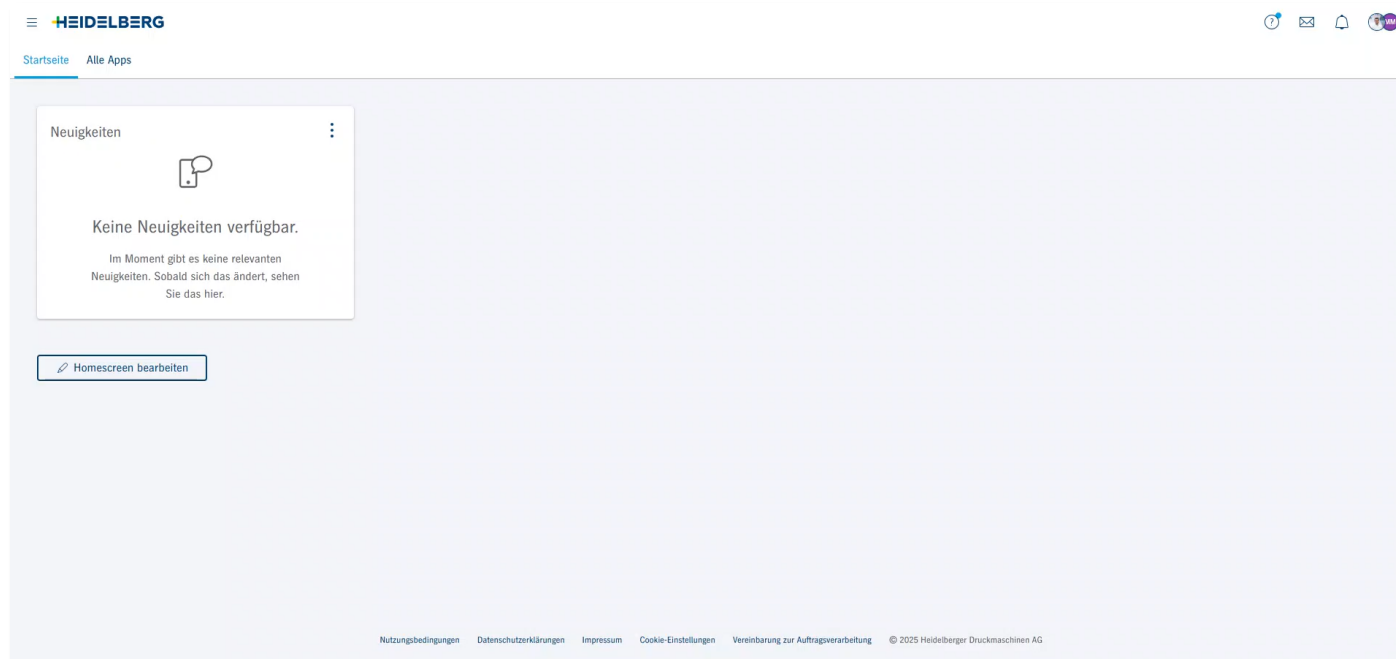 HEIDELBERG
?
MM
Startseite Alle Apps
Neuigkeiten
Keine Neuigkeiten verfügbar.
Im Moment gibt es keine relevanten
Neuigkeiten. Sobald sich das ändert, sehen
Sie das hier.
Homescreen bearbeiten
Nutzungsbedingungen Datenschutzerklärungen Impressum Cookie-Einstellungen Vereinbarung zur Auftragsverarbeitung © 2025 Heidelberger Druckmaschinen AG